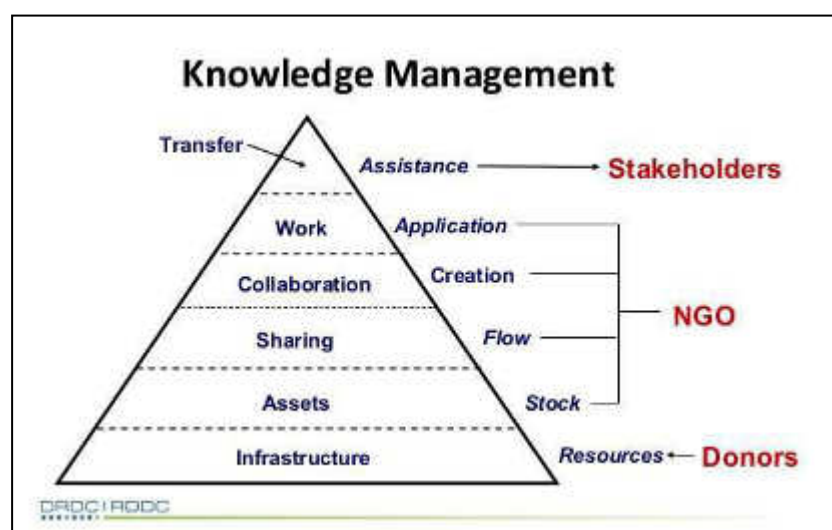 Knowledge Management
Transfer
Assistance
Stakeholders
Work
Application
Collaboration
Creation
Sharing
Flow
NGO
Assets
Stock
Infrastructure
Resources
Donors
DRDC | RDDC